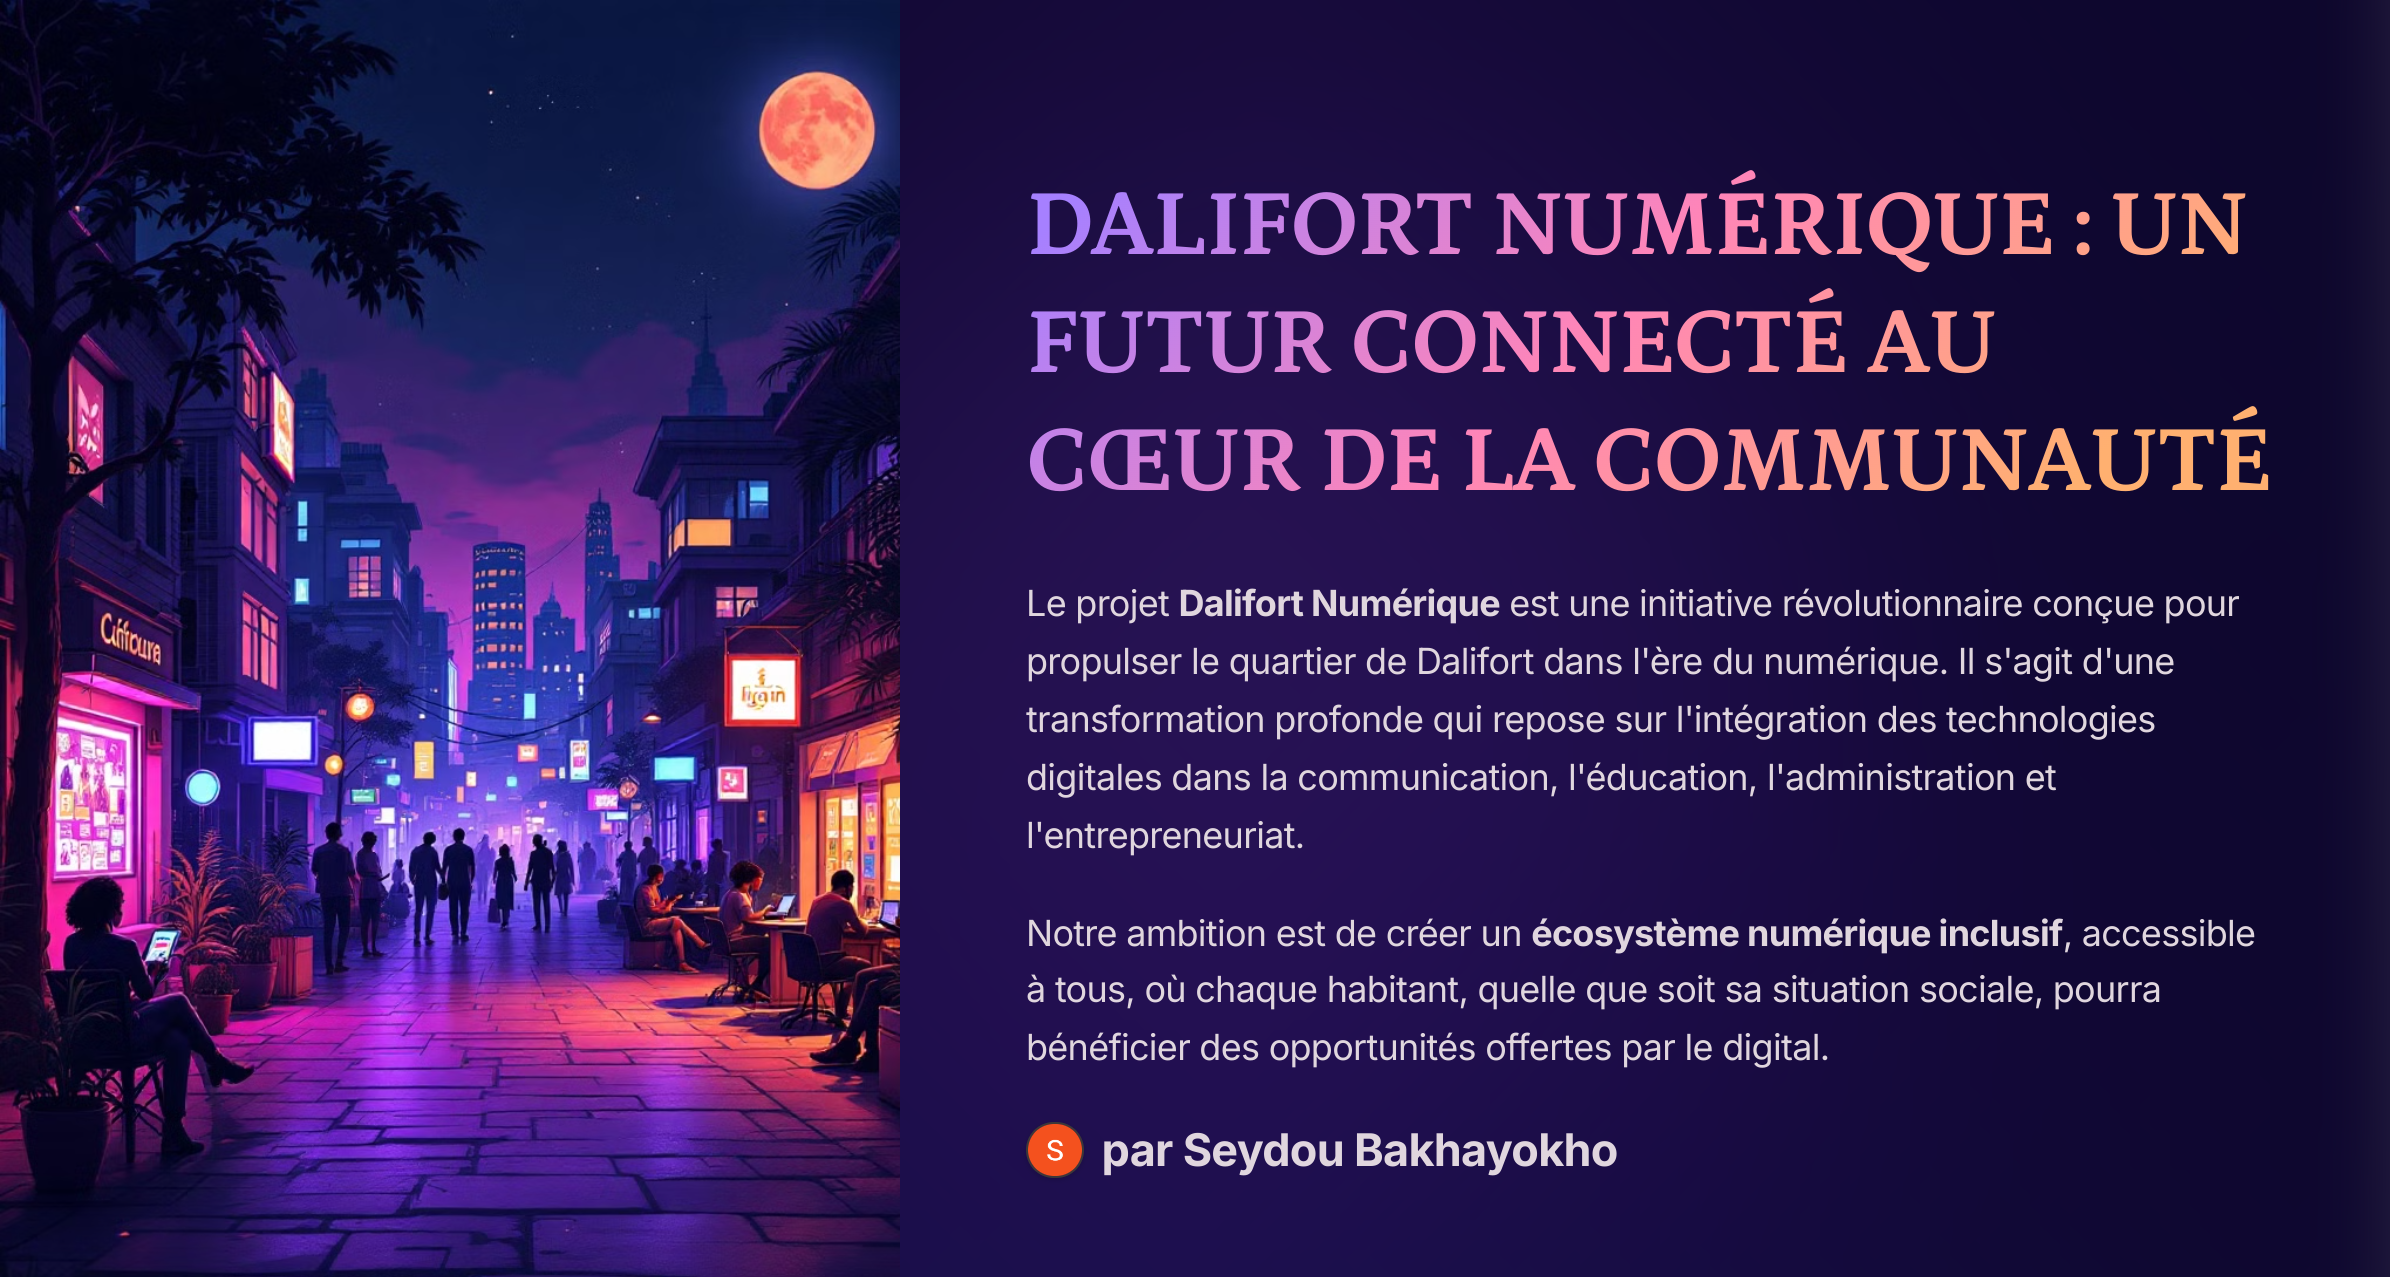 DALIFORT NUMÉRIQUE : UN
FUTUR CONNECTÉ AU
CŒUR DE LA COMMUNAUTÉ
Le projet Dalifort Numérique est une initiative révolutionnaire conçue pour
propulser le quartier de Dalifort dans l'ère du numérique. Il s'agit d'une
transformation profonde qui repose sur l'intégration des technologies
digitales dans la communication, l'éducation, l'administration et
l'entrepreneuriat.
Notre ambition est de créer un écosystème numérique inclusif, accessible
à tous, où chaque habitant, quelle que soit sa situation sociale, pourra
bénéficier des opportunités offertes par le digital.
S par Seydou Bakhayokho